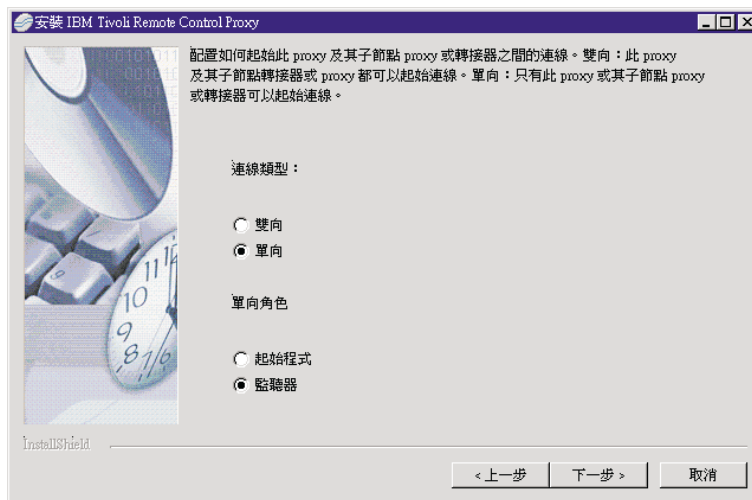 安裝 IBM Tivoli Remote Control Proxy
配置如何起始此 proxy 及其子節點 proxy 或轉接器之間的連線。雙向：此 proxy
及其子節點轉接器或 proxy 都可以起始連線。單向：只有此 proxy 或其子節點 proxy
或轉接器可以起始連線。
連線類型：
雙向
單向
單向角色
起始程式
監聽器
InstallShield
<上一步 下一步> 取消